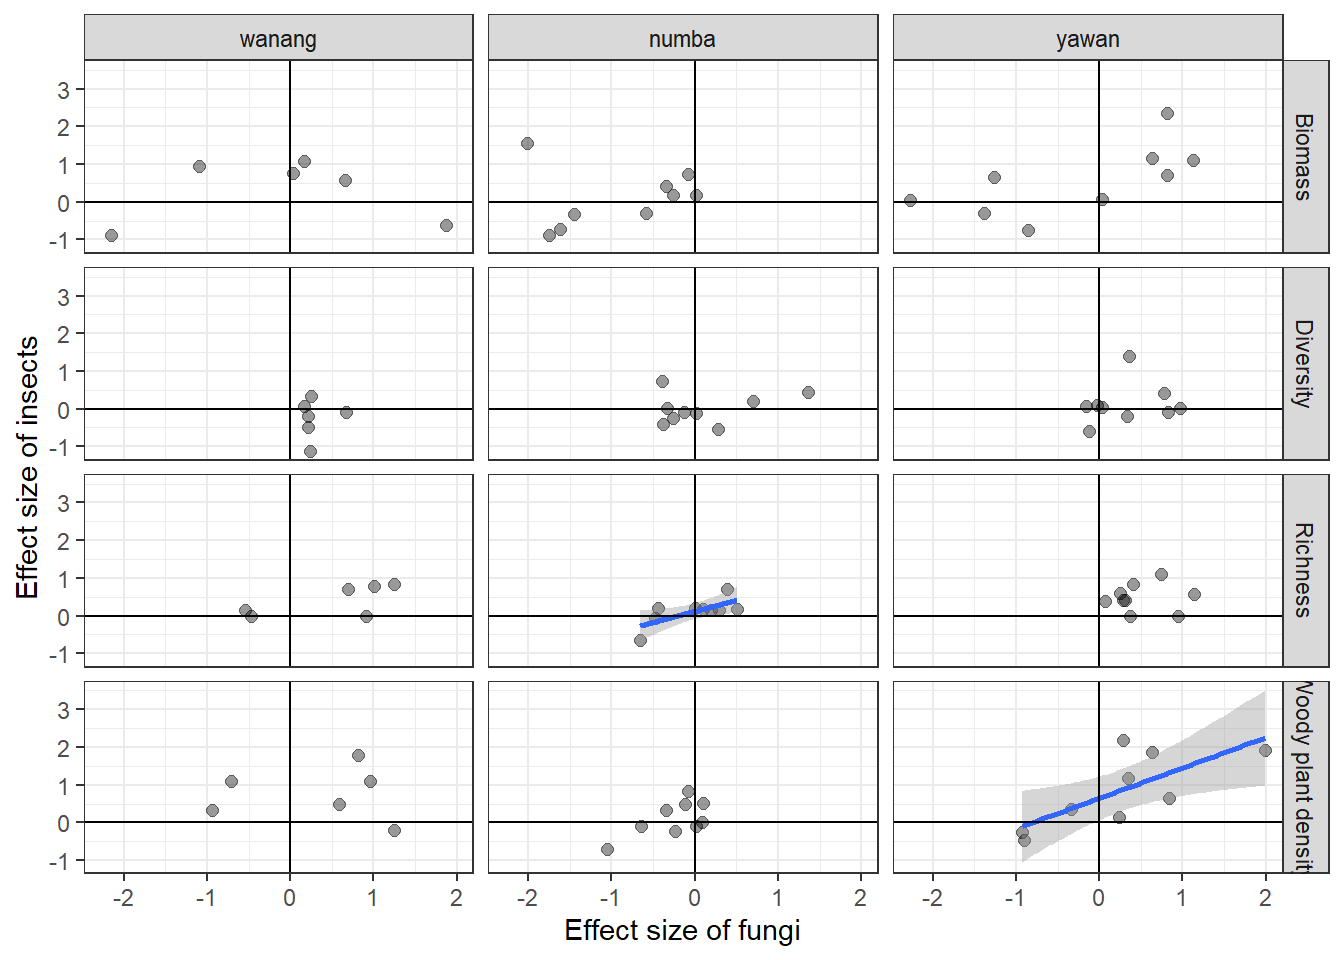 wanang numba yawan
3
2
1
0
-1
Biomass
3
2
1
0
-1
Diversity
3
2
1
0
-1
Richness
3
2
1
0
-1
Woody plant density
-2 -1 0 1 2 -2 -1 0 1 2 -2 -1 0 1 2
Effect size of fungi
Effect size of insects